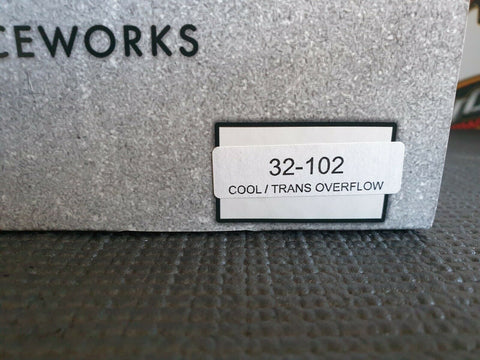 CEWORKS
32-102
COOL / TRANS OVERFLOW